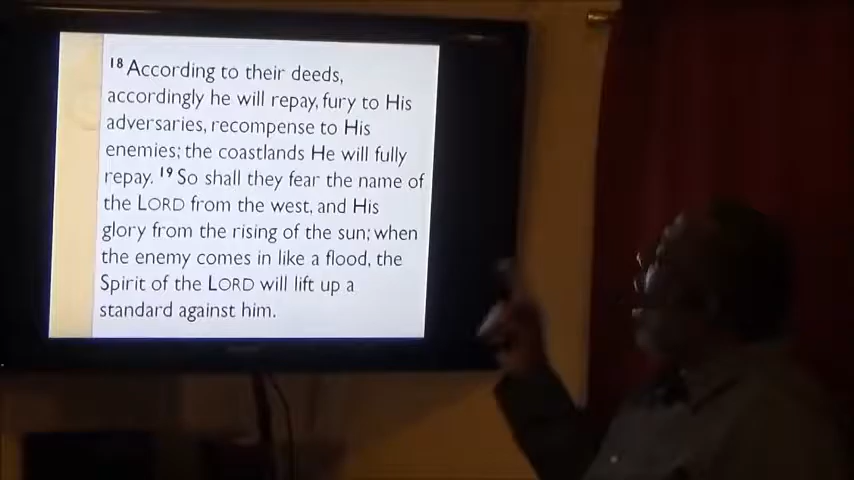 18 According to their deeds,
accordingly he will repay, fury to His
adversaries, recompense to His
enemies; the coastlands He will fully
repay. 19 So shall they fear the name of
the LORD from the west, and His
glory from the rising of the sun; when
the enemy comes in like a flood, the
Spirit of the LORD will lift up a
standard against him.